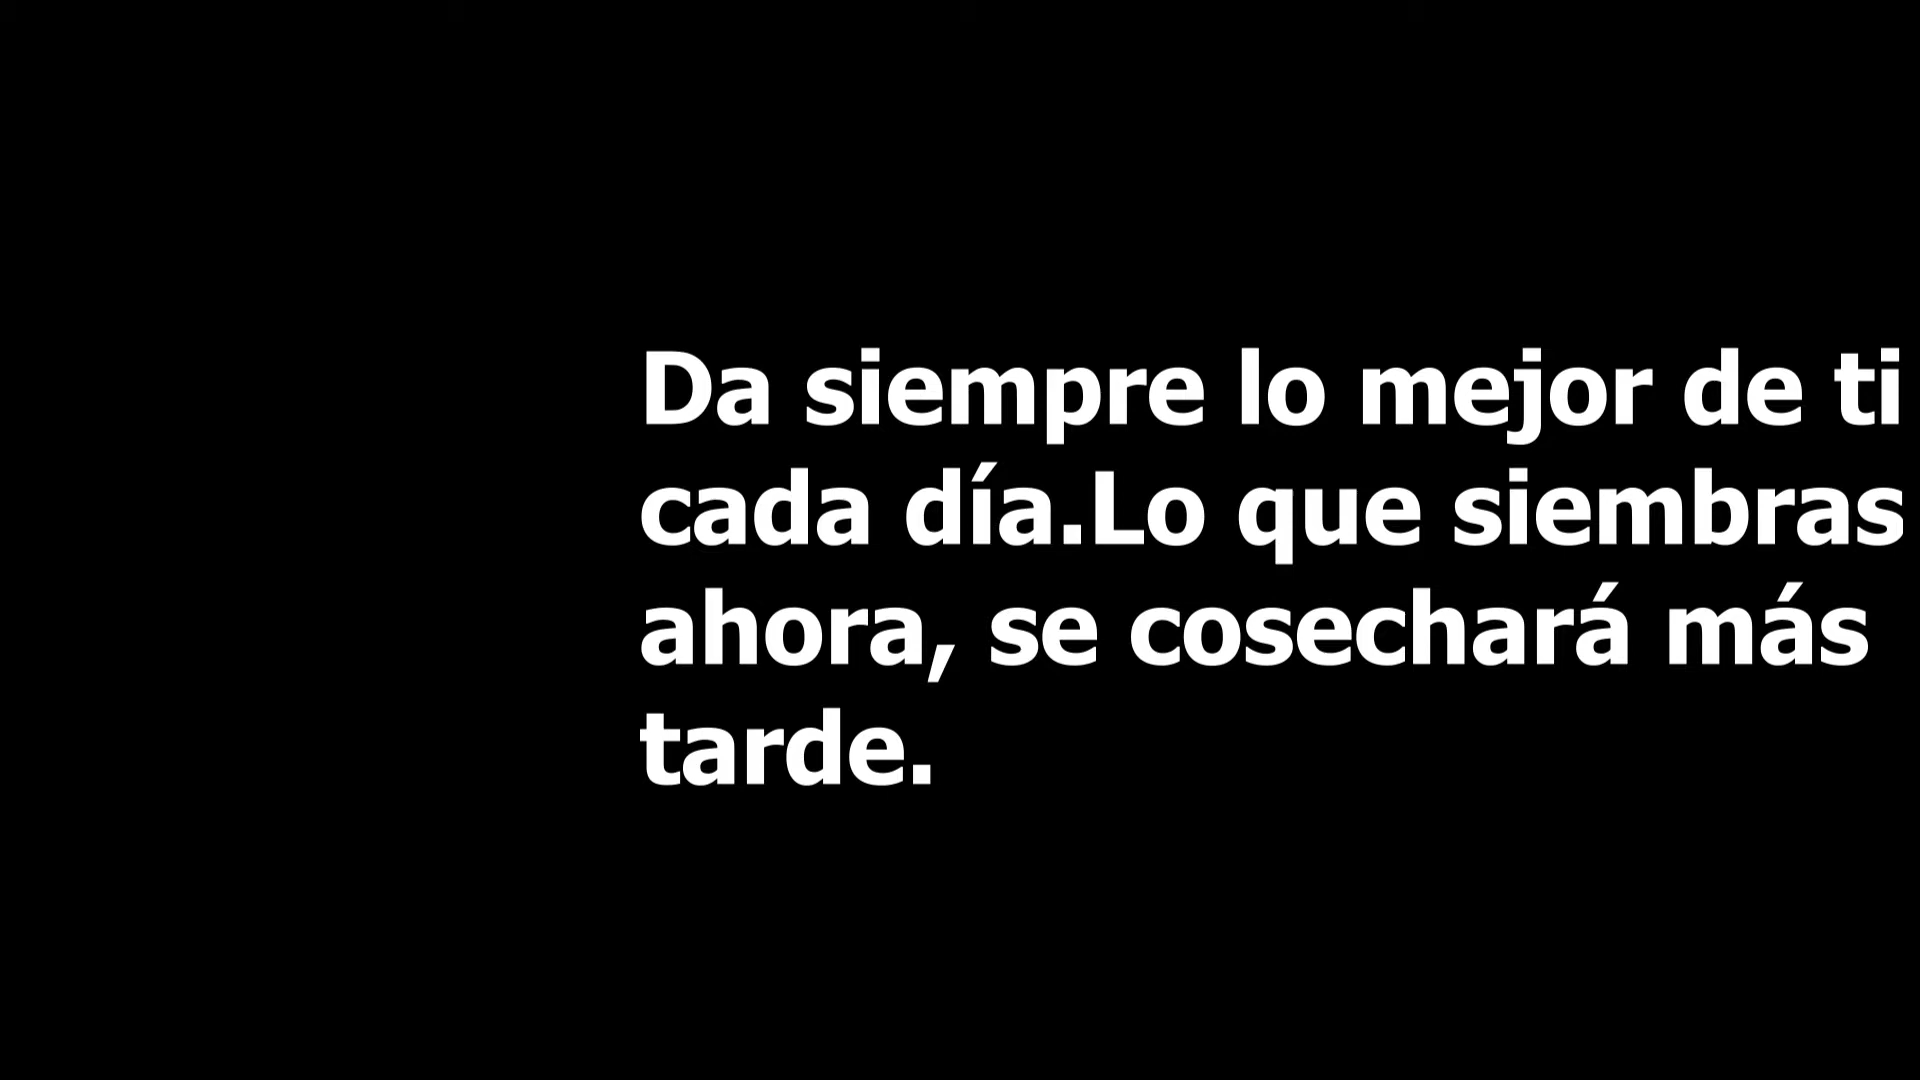 Da siempre lo mejor de ti
cada día.Lo que siembras
ahora, se cosechará más
tarde.